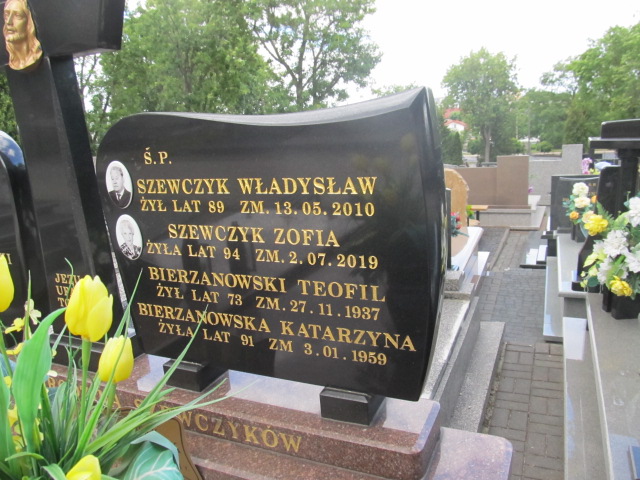 Ś.P.
SZEWCZYK WŁADYSŁAW
ŻYŁ LAT 89 ZM. 13.05.2010
SZEWCZYK ZOFIA
ŻYŁA LAT 94 ZM. 2.07.2019
BIERZANOWSKI TEOFIL
ŻYŁ LAT 73 ZM. 27.11.1937
BIERZANOWSKA KATARZYNA
ŻYŁA LAT 91 ZM 3.01.1959
SZEWCZYKÓW